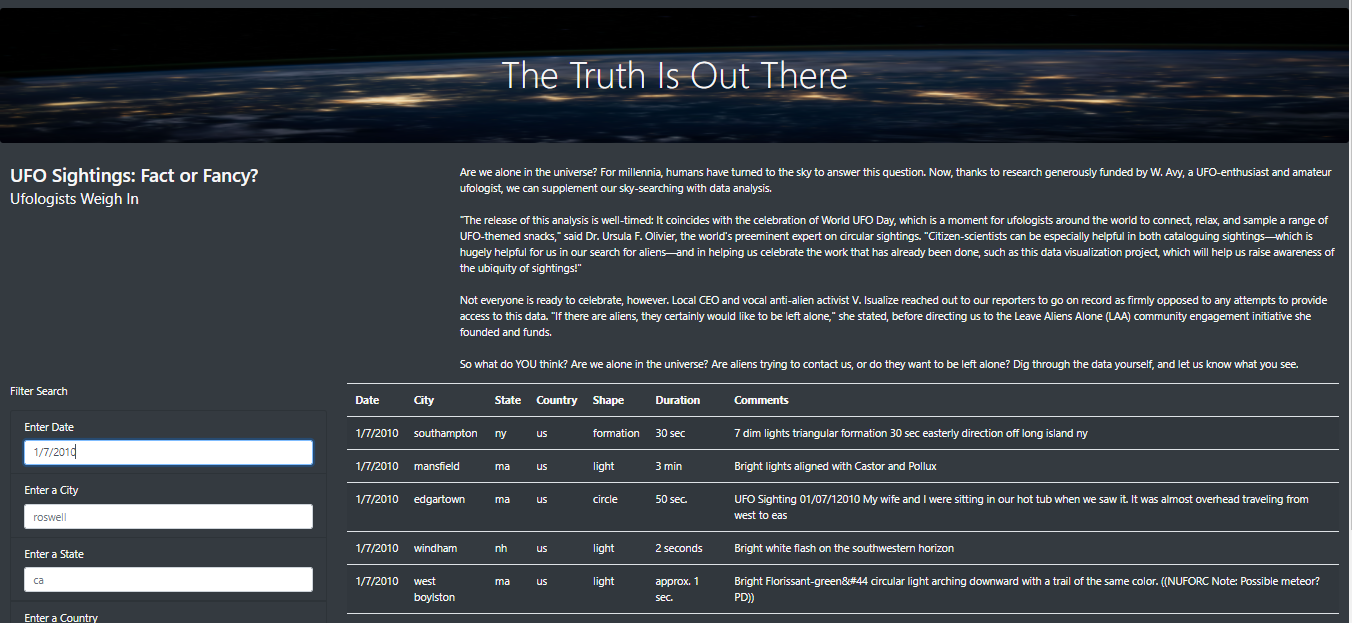 The Truth Is Out There
UFO Sightings: Fact or Fancy?
Ufologists Weigh In
Are we alone in the universe? For millennia, humans have turned to the sky to answer this question. Now, thanks to research generously funded by W. Avy, a UFO-enthusiast and amateur
ufologist, we can supplement our sky-searching with data analysis.
"The release of this analysis is well-timed: It coincides with the celebration of World UFO Day, which is a moment for ufologists around the world to connect, relax, and sample a range of
UFO-themed snacks," said Dr. Ursula F. Olivier, the world's preeminent expert on circular sightings. "Citizen-scientists can be especially helpful in both cataloguing sightings—which is
hugely helpful for us in our search for aliens—and in helping us celebrate the work that has already been done, such as this data visualization project, which will help us raise awareness of
the ubiquity of sightings!"
Not everyone is ready to celebrate, however. Local CEO and vocal anti-alien activist V. Isualize reached out to our reporters to go on record as firmly opposed to any attempts to provide
access to this data. "If there are aliens, they certainly would like to be left alone," she stated, before directing us to the Leave Aliens Alone (LAA) community engagement initiative she
founded and funds.
So what do YOU think? Are we alone in the universe? Are aliens trying to contact us, or do they want to be left alone? Dig through the data yourself, and let us know what you see.
Filter Search
Enter Date
1/7/2010
Enter a City
roswell
Enter a State
ca
Enter a Country
Date City State Country Shape Duration Comments
1/7/2010 southampton ny us formation 30 sec 7 dim lights triangular formation 30 sec easterly direction off long island ny
1/7/2010 mansfield ma us light 3 min Bright lights aligned with Castor and Pollux
1/7/2010 edgartown ma us circle 50 sec. UFO Sighting 01/07/12010 My wife and I were sitting in our hot tub when we saw it. It was almost overhead traveling from
west to eas
1/7/2010 windham nh us light 2 seconds Bright white flash on the southwestern horizon
1/7/2010 west ma us light approx. 1 Bright Florissant-green&#44 circular light arching downward with a trail of the same color. ((NUFORC Note: Possible meteor?
boylston sec. PD))